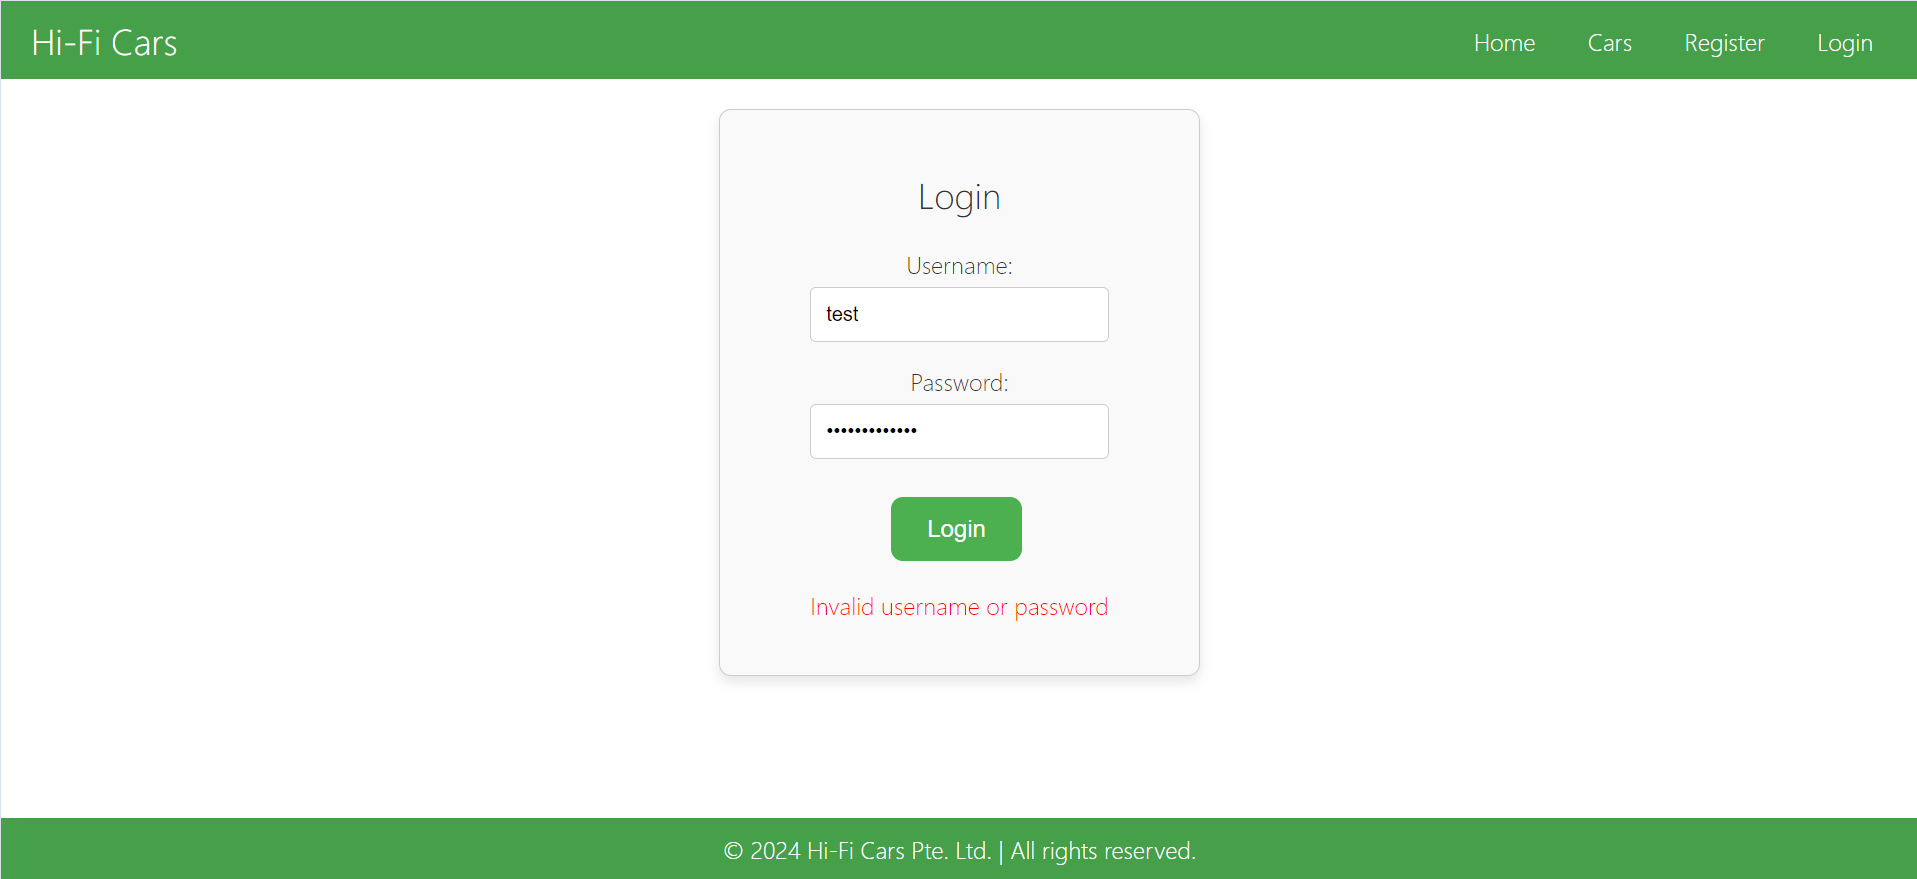 Hi-Fi Cars
Home Cars Register Login
Login
Username:
test
Password:
•••••••••••••
Login
Invalid username or password
© 2024 Hi-Fi Cars Pte. Ltd. | All rights reserved.